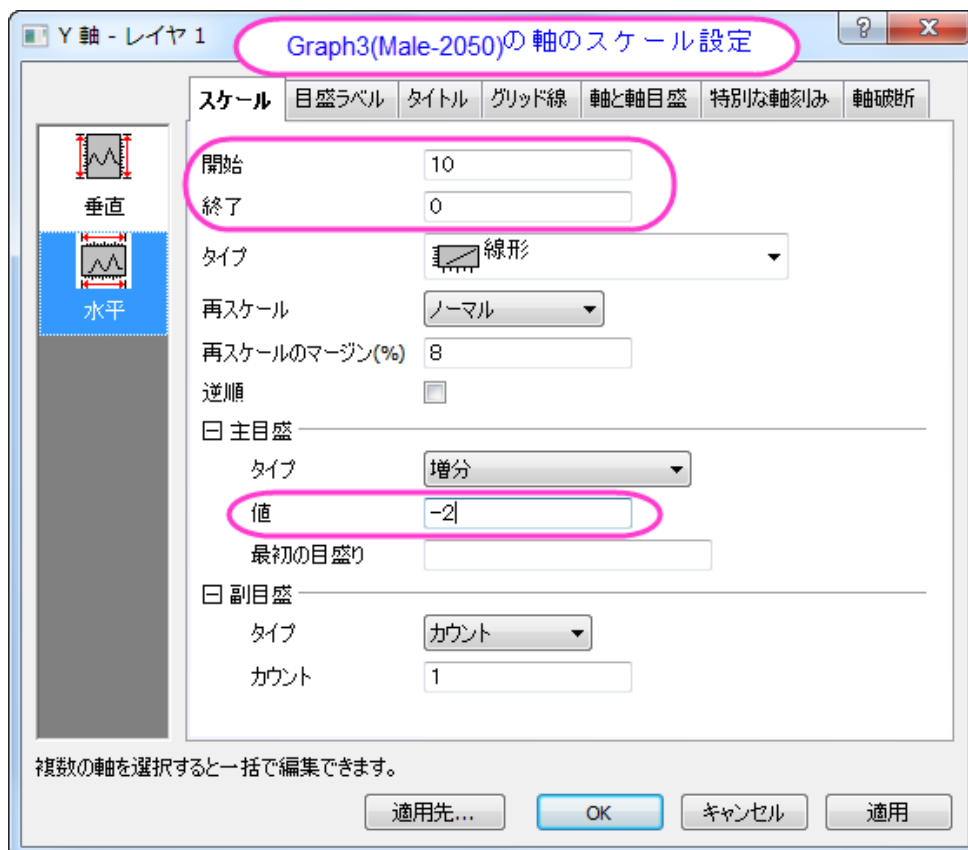 Y 軸 - レイヤ 1
Graph3(Male-2050)の軸のスケール設定
スケール 目盛ラベル タイトル グリッド線 軸と軸目盛 特別な軸刻み 軸破断
垂直
水平
開始 10
終了 0
タイプ 線形
再スケール ノーマル
再スケールのマージン(%) 8
逆順
主目盛
タイプ 増分
値 -2
最初の目盛り
副目盛
タイプ カウント
カウント 1
複数の軸を選択すると一括で編集できます。
適用先... OK キャンセル 適用